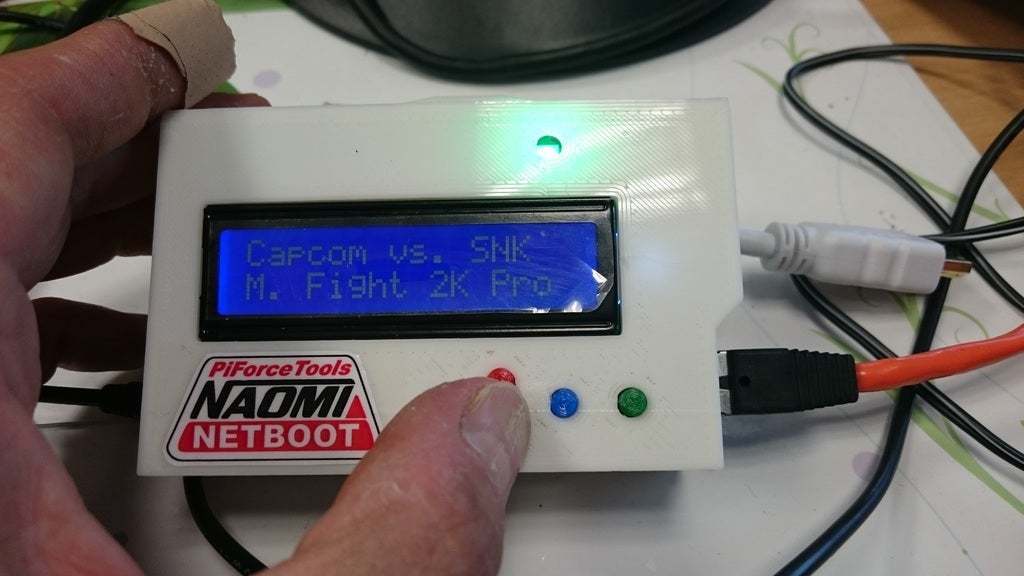 Capcom vs. SNK
M. Fight 2K Pro
PiForceTools
NAOMI
NETBOOT